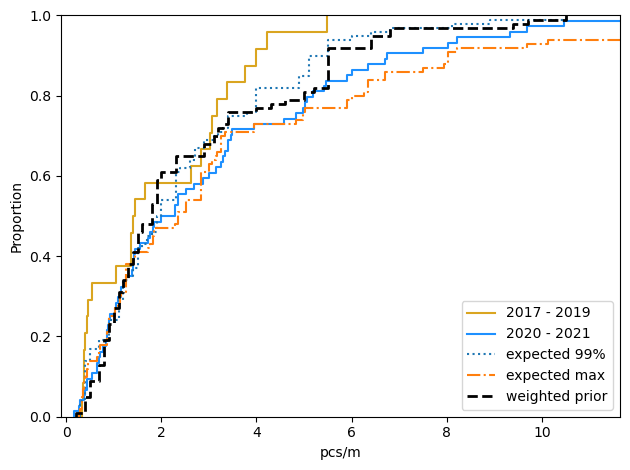 1.0
0.8
0.6
0.4
0.2
0.0
Proportion
2017 - 2019
2020 - 2021
expected 99%
expected max
weighted prior
0 2 4 6 8 10
pcs/m